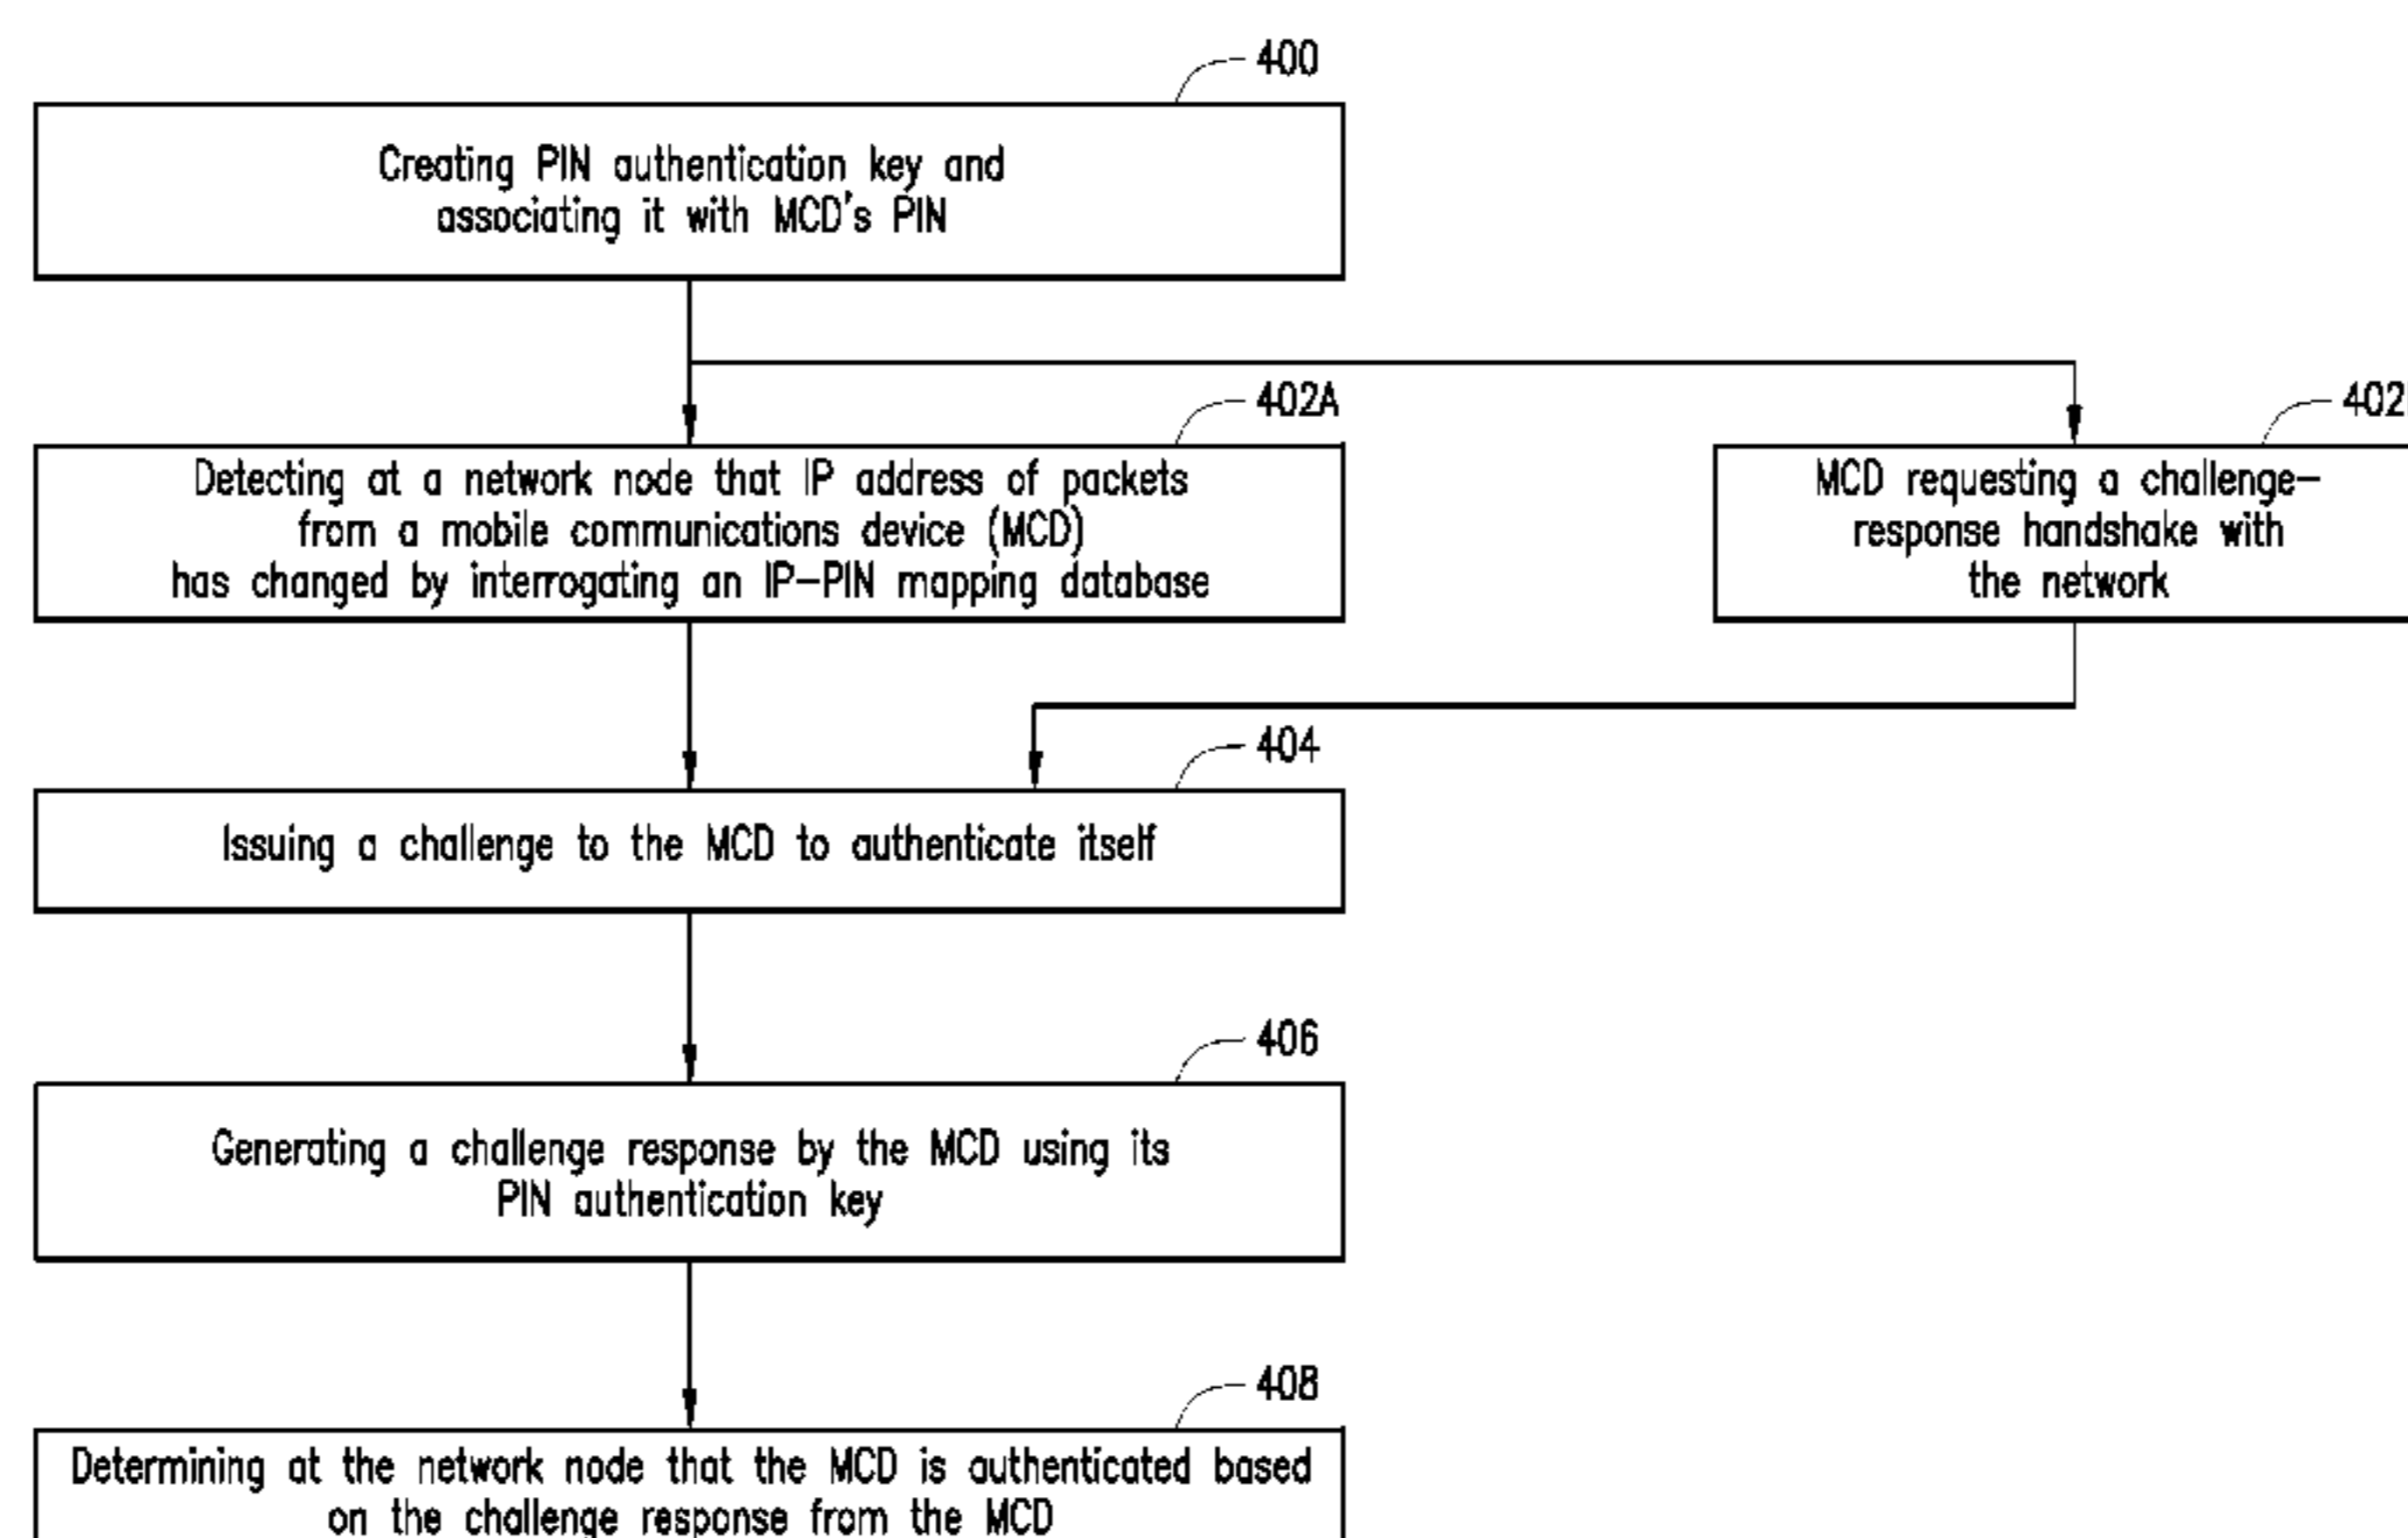 400
Creating PIN authentication key and
associating it with MCD's PIN
402A
Detecting at a network node that IP address of packets
from a mobile communications device (MCD)
has changed by interrogating an IP-PIN mapping database
402
MCD requesting a challenge-
response handshake with
the network
404
Issuing a challenge to the MCD to authenticate itself
406
Generating a challenge response by the MCD using its
PIN authentication key
408
Determining at the network node that the MCD is authenticated based
on the challenge response from the MCD